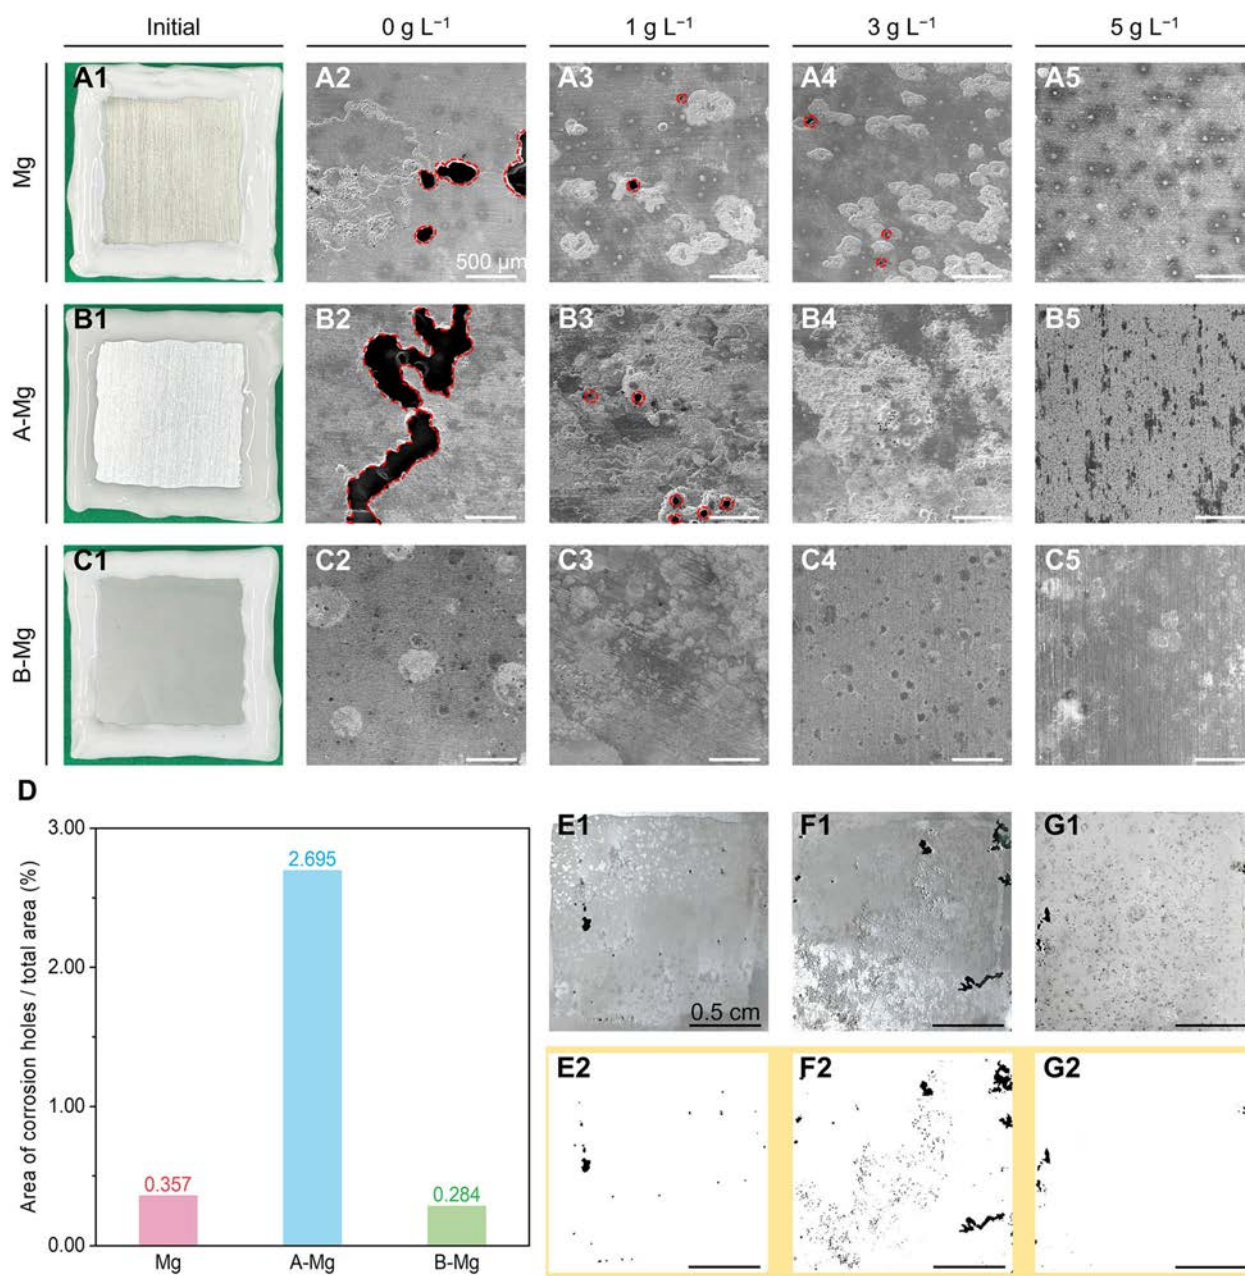 Initial 0 g L⁻¹ 1 g L⁻¹ 3 g L⁻¹ 5 g L⁻¹
Mg A1 A2 A3 A4 A5
500 μm
A-Mg B1 B2 B3 B4 B5
B-Mg C1 C2 C3 C4 C5
D
Area of corrosion holes / total area (%)
3.00
2.695
2.00
1.00
0.357
0.284
0.00
Mg A-Mg B-Mg
E1 F1 G1
0.5 cm
E2 F2 G2